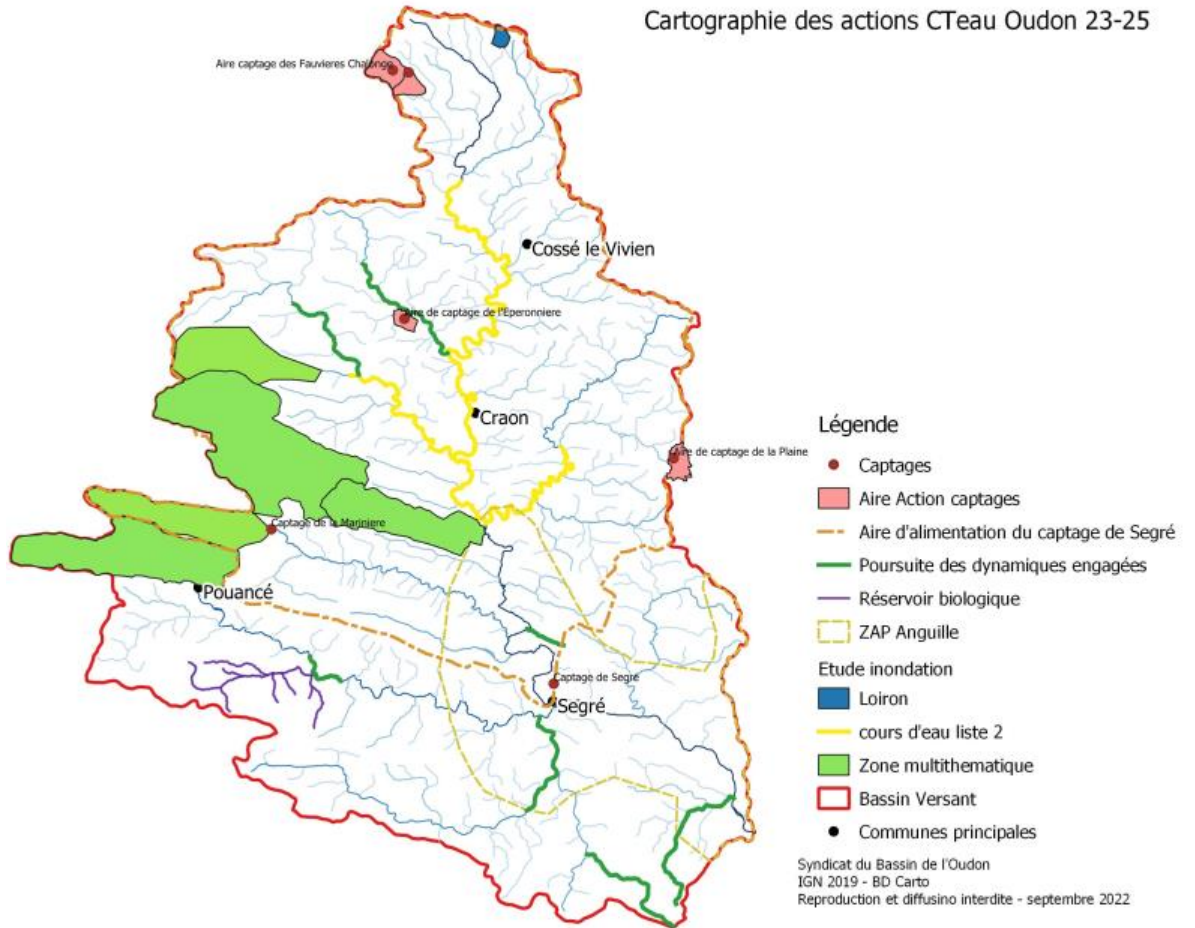 Cartographie des actions CTeau Oudon 23-25
Aire captage des Fauvieres Chalonge
Cossé le Vivien
Aire de captage de l'Eperonniere
Craon
Aire de captage de la Plaine
Captage de la Mariniere
Pouancé
Captage de Segré
Segré
Légende
Captages
Aire Action captages
Aire d'alimentation du captage de Segré
Poursuite des dynamiques engagées
Réservoir biologique
ZAP Anguille
Etude inondation
Loiron
cours d'eau liste 2
Zone multithematique
Bassin Versant
Communes principales
Syndicat du Bassin de l'Oudon
IGN 2019 - BD Carto
Reproduction et diffusino interdite - septembre 2022